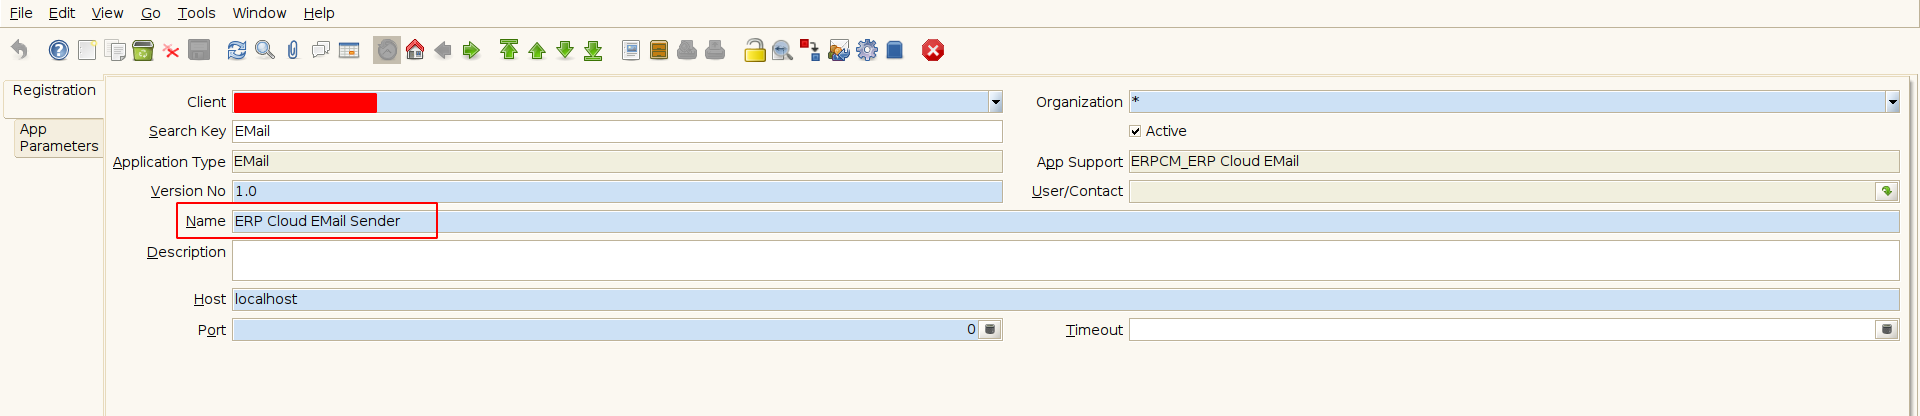 File Edit View Go Tools Window Help
Registration
App
Parameters
Client
Organization *
Search Key EMail
Active
Application Type EMail
App Support ERPCM_ERP Cloud EMail
Version No 1.0
User/Contact
Name ERP Cloud EMail Sender
Description
Host localhost
Port 0
Timeout